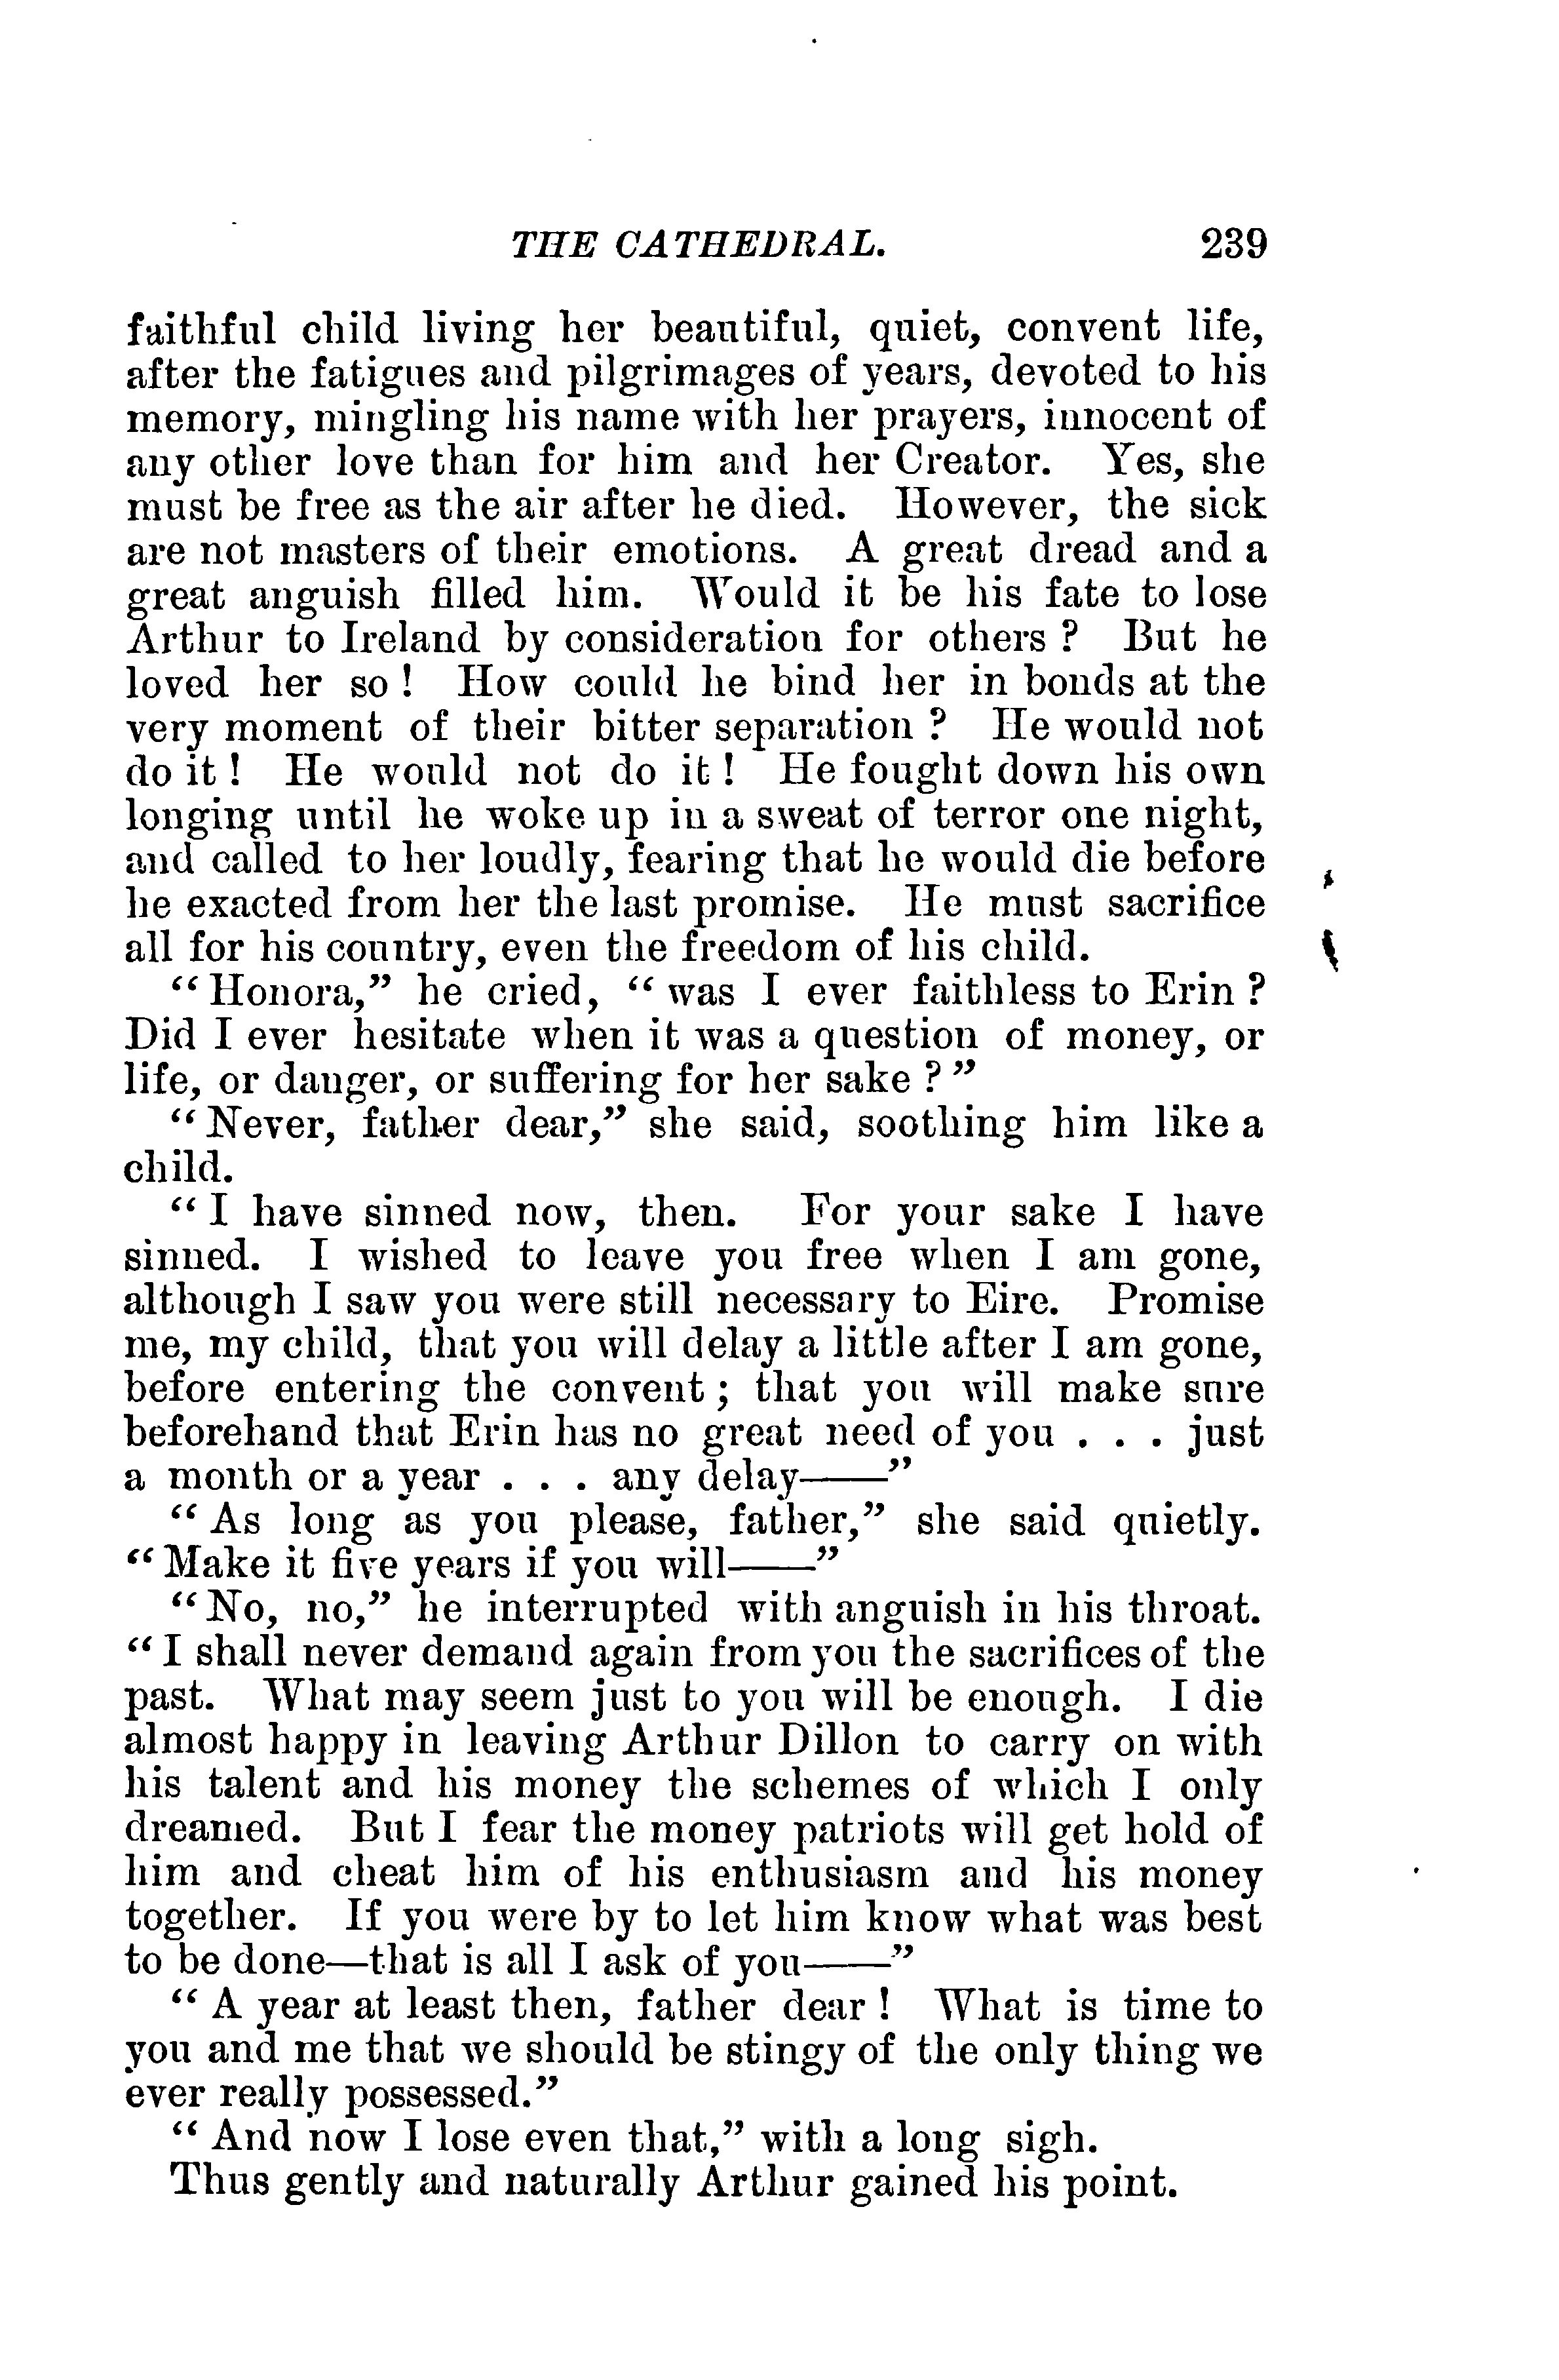 THE CATHEDRAL. 239
faithful child living her beautiful, quiet, convent life,
after the fatigues and pilgrimages of years, devoted to his
memory, mingling his name with her prayers, innocent of
any other love than for him and her Creator. Yes, she
must be free as the air after he died. However, the sick
are not masters of their emotions. A great dread and a
great anguish filled him. Would it be his fate to lose
Arthur to Ireland by consideration for others? But he
loved her so! How could he bind her in bonds at the
very moment of their bitter separation? He would not
do it! He would not do it! He fought down his own
longing until he woke up in a sweat of terror one night,
and called to her loudly, fearing that he would die before
he exacted from her the last promise. He must sacrifice
all for his country, even the freedom of his child.
“Honora,” he cried, “was I ever faithless to Erin?
Did I ever hesitate when it was a question of money, or
life, or danger, or suffering for her sake?”
“Never, father dear,” she said, soothing him like a
child.
“I have sinned now, then. For your sake I have
sinned. I wished to leave you free when I am gone,
although I saw you were still necessary to Eire. Promise
me, my child, that you will delay a little after I am gone,
before entering the convent; that you will make sure
beforehand that Erin has no great need of you . . . just
a month or a year . . . any delay——”
“As long as you please, father,” she said quietly.
“Make it five years if you will——”
“No, no,” he interrupted with anguish in his throat.
“I shall never demand again from you the sacrifices of the
past. What may seem just to you will be enough. I die
almost happy in leaving Arthur Dillon to carry on with
his talent and his money the schemes of which I only
dreamed. But I fear the money patriots will get hold of
him and cheat him of his enthusiasm and his money
together. If you were by to let him know what was best
to be done—that is all I ask of you——”
“A year at least then, father dear! What is time to
you and me that we should be stingy of the only thing we
ever really possessed.”
“And now I lose even that,” with a long sigh.
Thus gently and naturally Arthur gained his point.